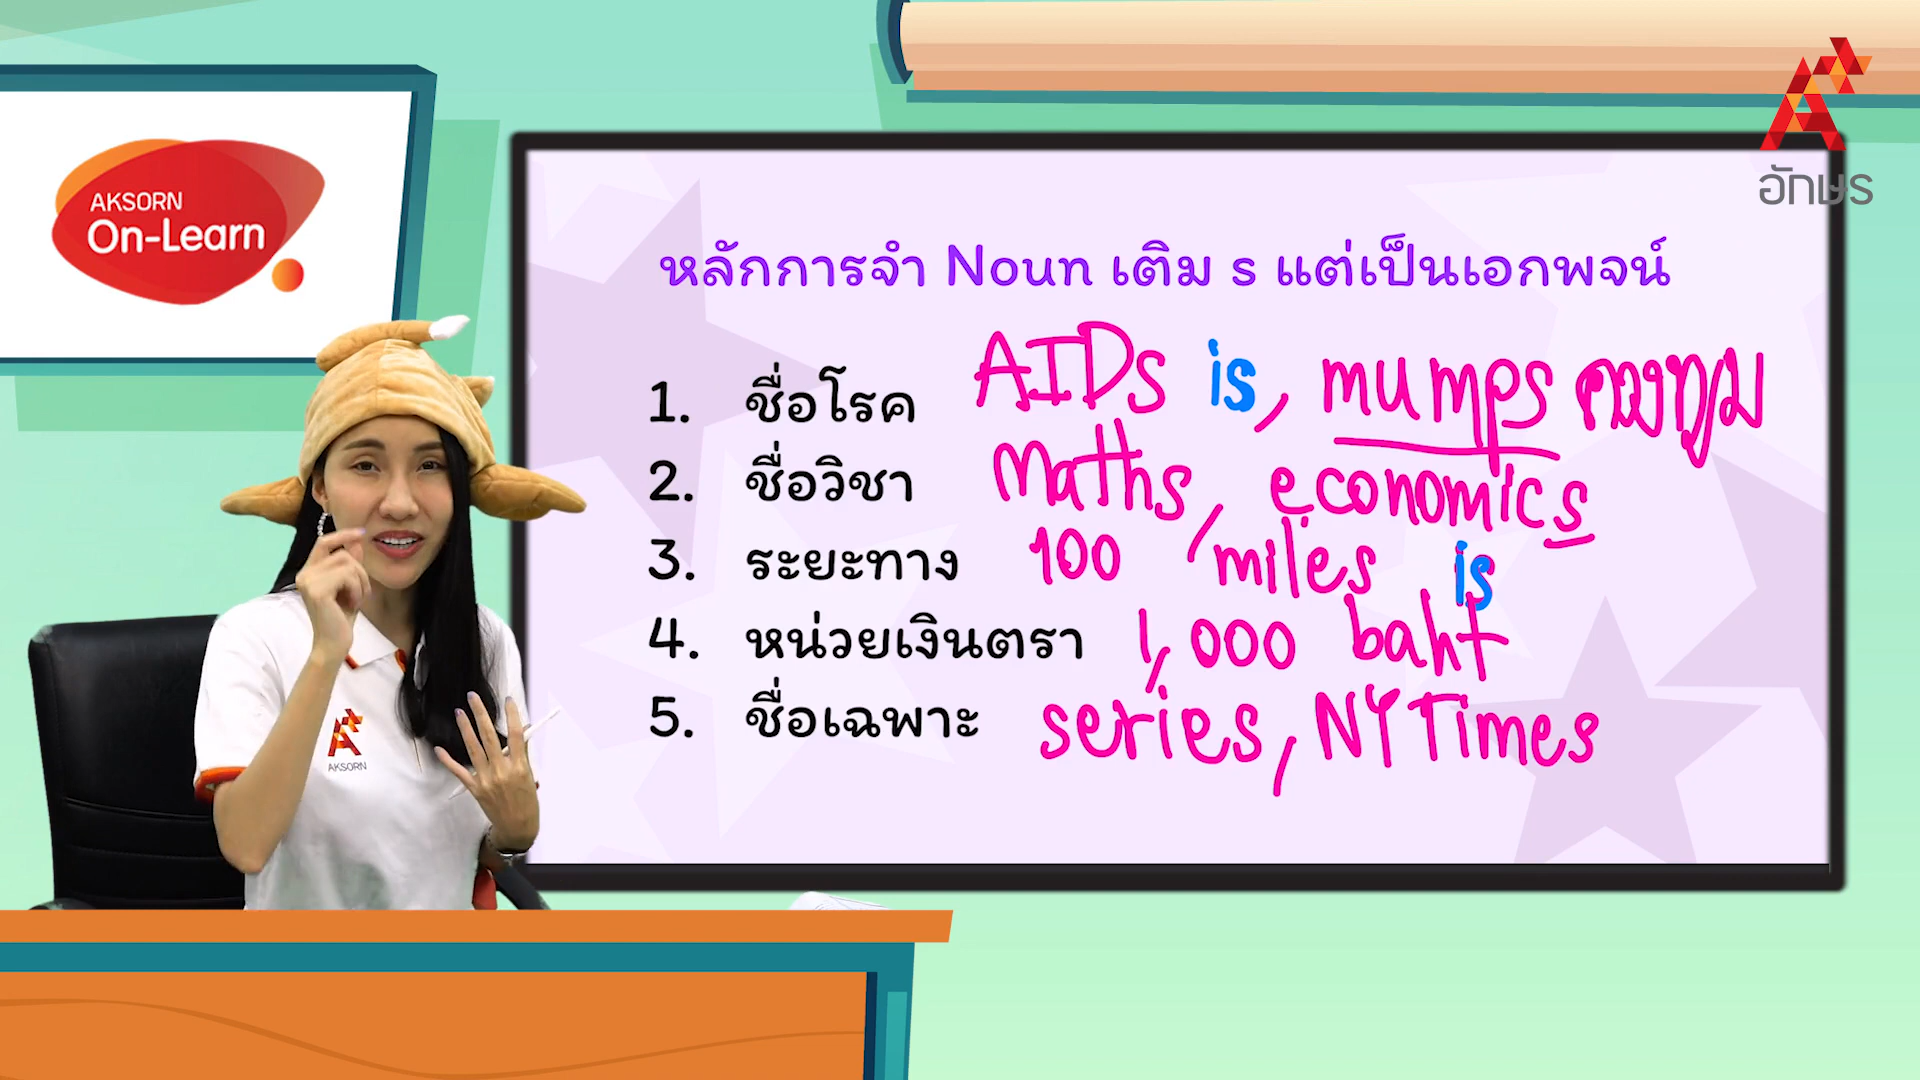 AKSORN
On-Learn
อักษร
หลักการจำ Noun เติม s แต่เป็นเอกพจน์
1. ชื่อโรค AIDs is, mumps คางทูม
2. ชื่อวิชา Maths, economics
3. ระยะทาง 100 miles is
4. หน่วยเงินตรา 1,000 baht
5. ชื่อเฉพาะ series, NY Times
AKSORN